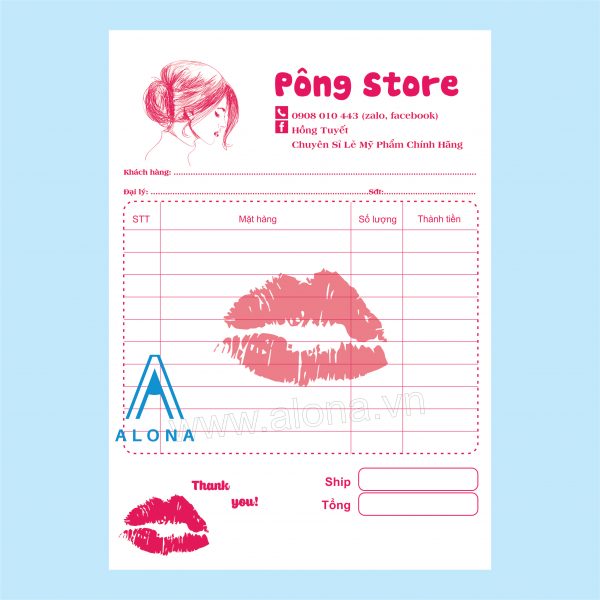 Pông Store
0908 010 443 (zalo, facebook)
Hồng Tuyết
Chuyên Sỉ Lẻ Mỹ Phẩm Chính Hãng
Khách hàng:
Đại lý: Sđt:
STT Mặt hàng Số lượng Thành tiền
ALONA
www.alona.vn
Thank
you!
Ship
Tổng